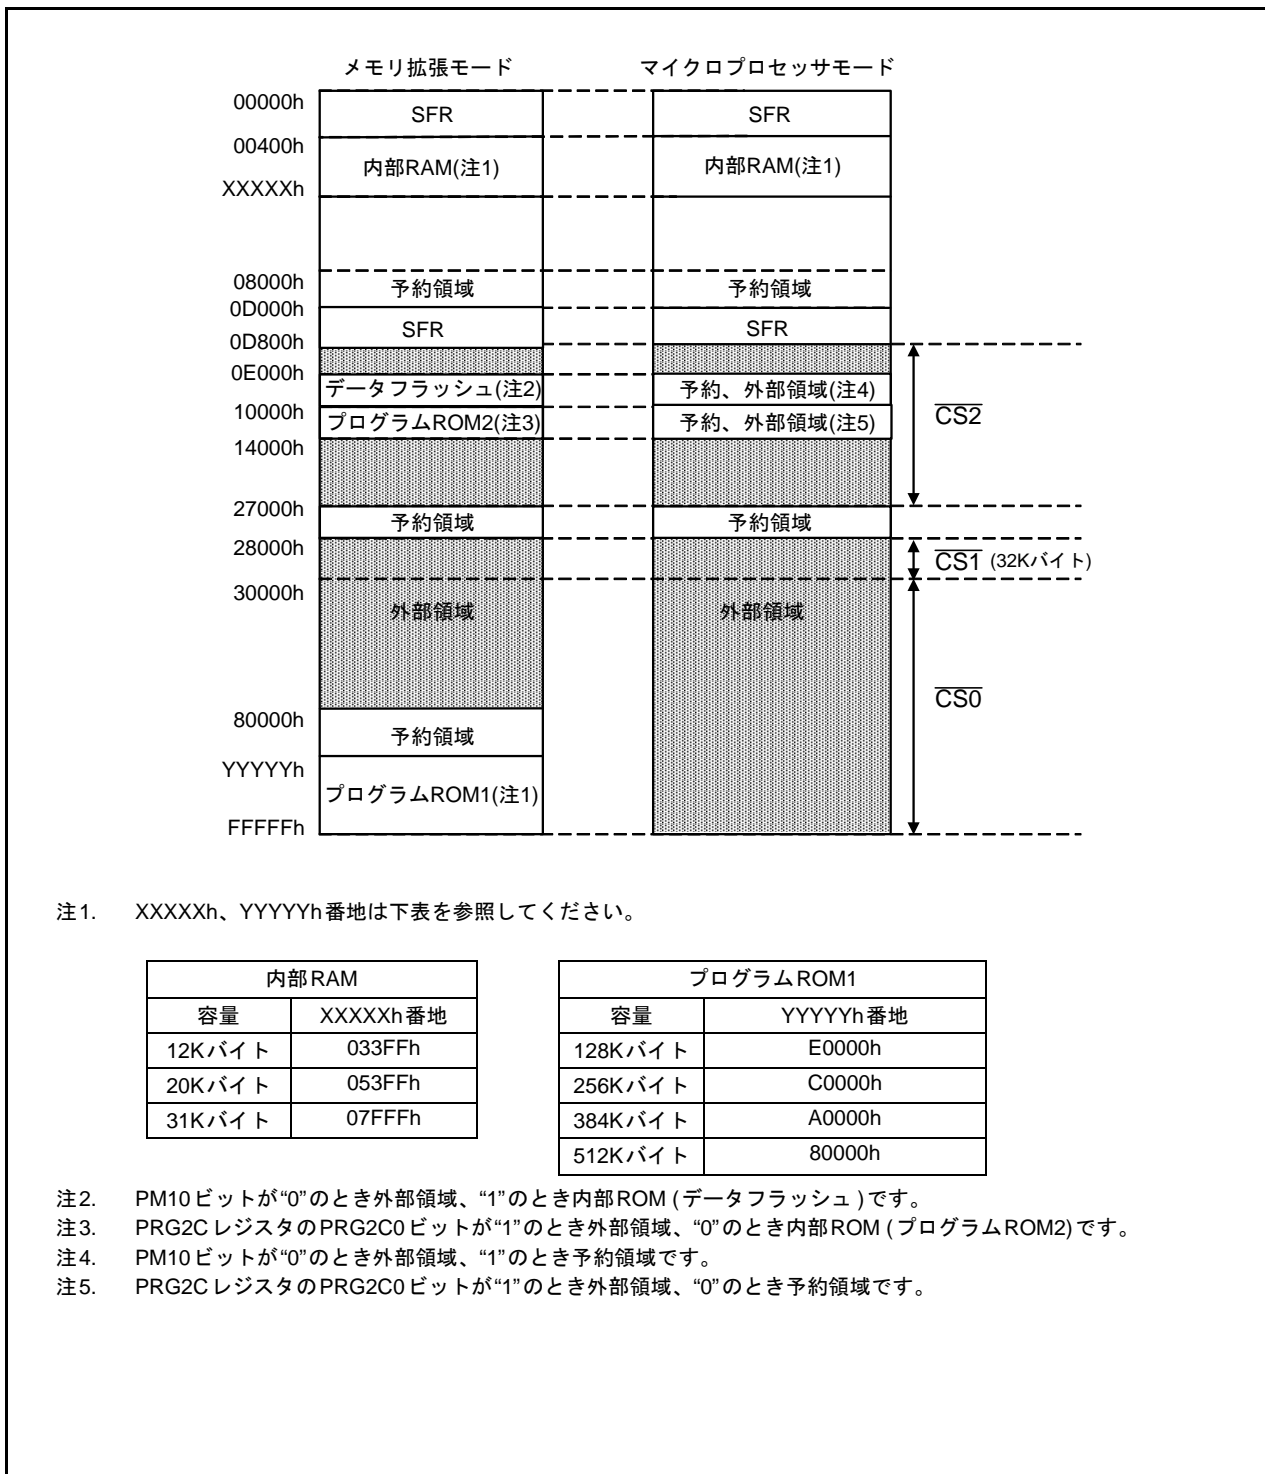 メモリ拡張モード マイクロプロセッサモード
00000h
SFR SFR
00400h
内部RAM(注1) 内部RAM(注1)
XXXXXh
08000h
予約領域 予約領域
0D000h
SFR SFR
0D800h
0E000h
データフラッシュ(注2) 予約、外部領域(注4)
10000h
プログラムROM2(注3) 予約、外部領域(注5)
CS2
14000h
27000h
予約領域 予約領域
28000h
CS1 (32Kバイト)
30000h
外部領域 外部領域
CS0
80000h
予約領域
YYYYYh
プログラムROM1(注1)
FFFFFh
注1. XXXXXh、YYYYYh番地は下表を参照してください。
内部RAM
容量 XXXXXh番地
12Kバイト 033FFh
20Kバイト 053FFh
31Kバイト 07FFFh
プログラムROM1
容量 YYYYYh番地
128Kバイト E0000h
256Kバイト C0000h
384Kバイト A0000h
512Kバイト 80000h
注2. PM10ビットが“0”のとき外部領域、“1”のとき内部ROM (データフラッシュ )です。
注3. PRG2CレジスタのPRG2C0ビットが“1”のとき外部領域、“0”のとき内部ROM (プログラムROM2)です。
注4. PM10ビットが“0”のとき外部領域、“1”のとき予約領域です。
注5. PRG2CレジスタのPRG2C0ビットが“1”のとき外部領域、“0”のとき予約領域です。